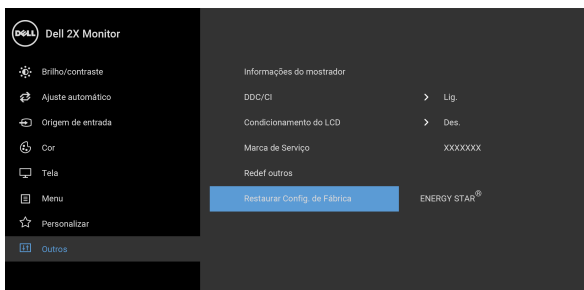 DELL Dell 2X Monitor
Brilho/contraste
Ajuste automático
Origem de entrada
Cor
Tela
Menu
Personalizar
Outros
Informações do mostrador
DDC/CI Lig.
Condicionamento do LCD Des.
Marca de Serviço XXXXXXX
Redef outros
Restaurar Config. de Fábrica ENERGY STAR®